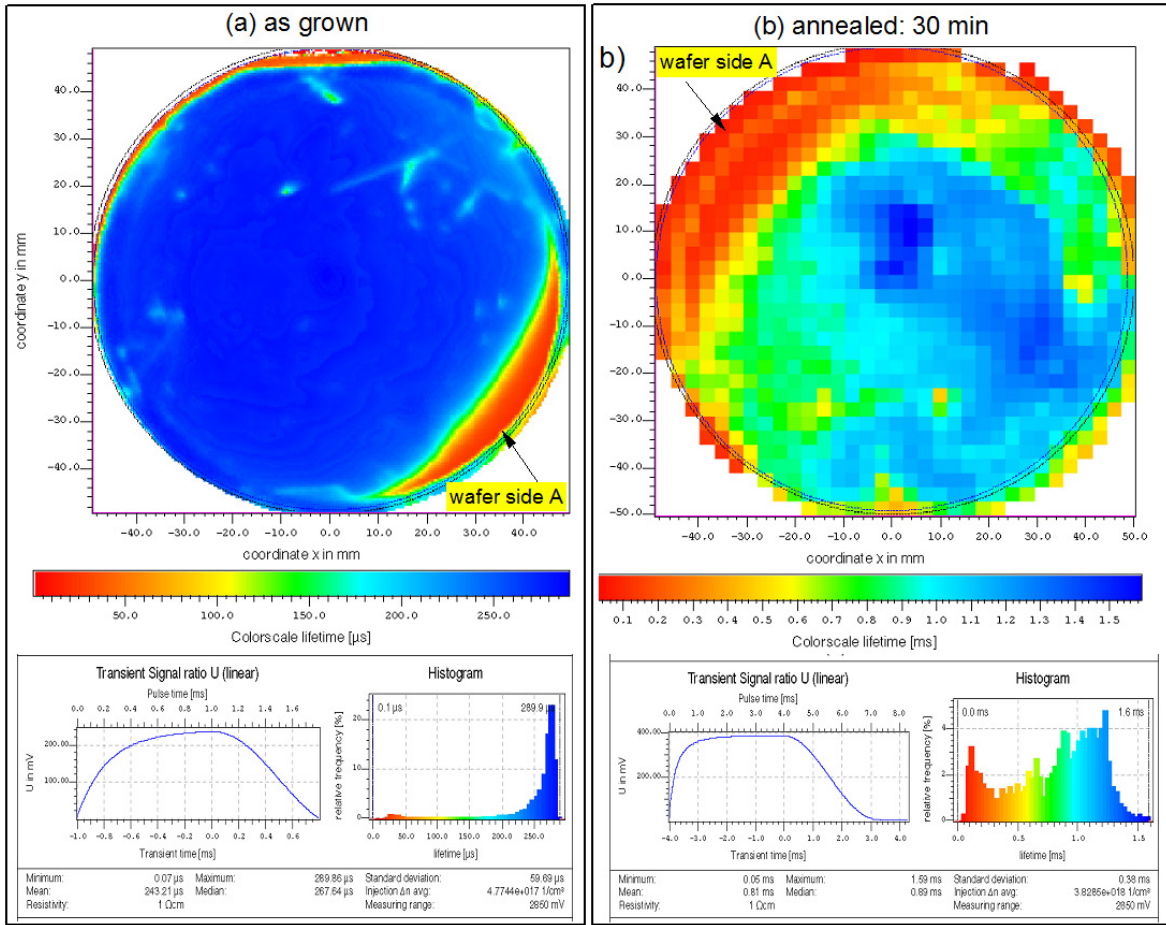 (a) as grown
wafer side A
coordinate y in mm
40.0
30.0
20.0
10.0
0.0
-10.0
-20.0
-30.0
-40.0
-40.0 -30.0 -20.0 -10.0 0.0 10.0 20.0 30.0 40.0
coordinate x in mm
50.0 100.0 150.0 200.0 250.0
Colorscale lifetime [µs]
Transient Signal ratio U (linear)
Pulse time [ms]
0.0 0.2 0.4 0.6 0.8 1.0 1.2 1.4 1.6
U in mV
200.00
100.00
-1.0 -0.8 -0.6 -0.4 -0.2 0.0 0.2 0.4 0.6
Transient time [ms]
Histogram
relative frequency [%]
20
10
0
0.1 µs 289.9 µs
0.0 50.0 100.0 150.0 200.0 250.0
lifetime [µs]
Minimum: 0.07 µs Maximum: 289.86 µs Standard deviation: 59.69 µs
Mean: 243.21 µs Median: 267.64 µs Injection Δn avg: 4.7744e+017 1/cm³
Resistivity: 1 Ωcm Measuring range: 2850 mV
(b) annealed: 30 min
b)
wafer side A
40.0
30.0
20.0
10.0
0.0
-10.0
-20.0
-30.0
-40.0
-50.0
-40.0 -30.0 -20.0 -10.0 0.0 10.0 20.0 30.0 40.0 50.0
coordinate x in mm
0.1 0.2 0.3 0.4 0.5 0.6 0.7 0.8 0.9 1.0 1.1 1.2 1.3 1.4 1.5
Colorscale lifetime [ms]
Transient Signal ratio U (linear)
Pulse time [ms]
0.0 1.0 2.0 3.0 4.0 5.0 6.0 7.0 8.0
U in mV
400.00
200.00
-4.0 -3.0 -2.0 -1.0 0.0 1.0 2.0 3.0 4.0
Transient time [ms]
Histogram
relative frequency [%]
4
2
0
0.0 ms 1.6 ms
0.0 0.5 1.0 1.5
lifetime [ms]
Minimum: 0.05 ms Maximum: 1.59 ms Standard deviation: 0.38 ms
Mean: 0.81 ms Median: 0.89 ms Injection Δn avg: 3.8285e+018 1/cm³
Resistivity: 1 Ωcm Measuring range: 2850 mV